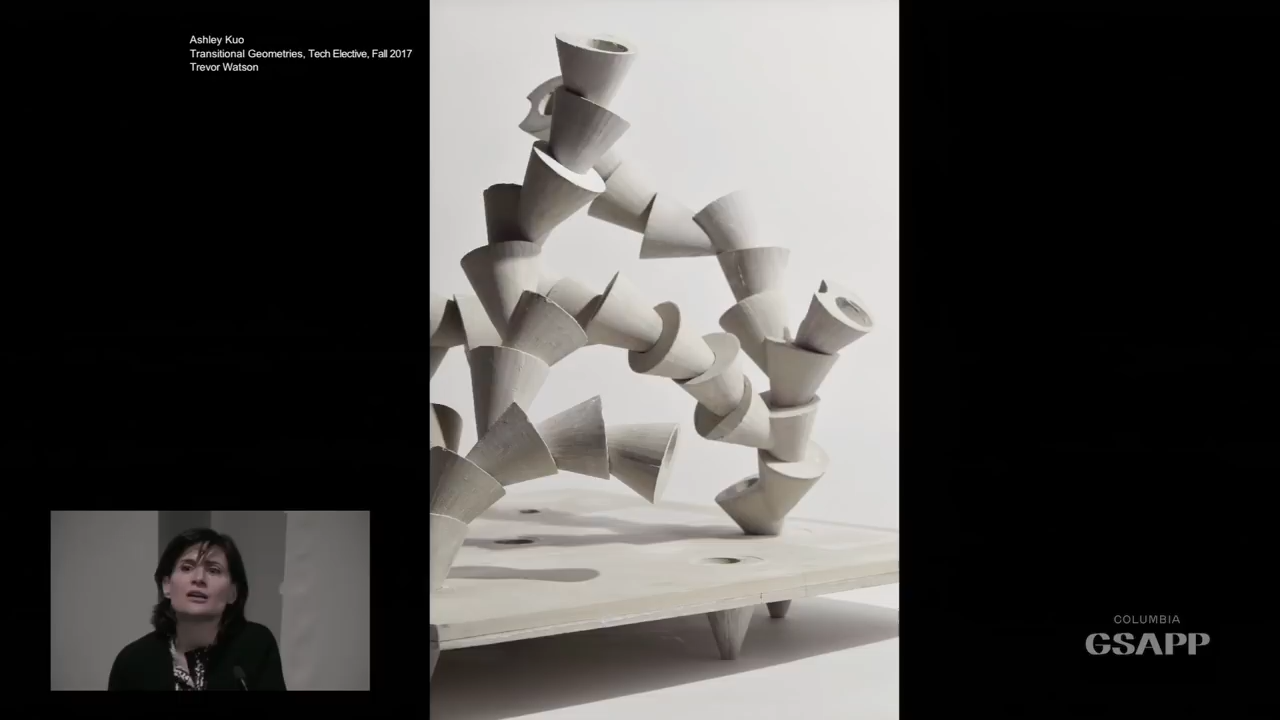 Ashley Kuo
Transitional Geometries, Tech Elective, Fall 2017
Trevor Watson
COLUMBIA
GSAPP